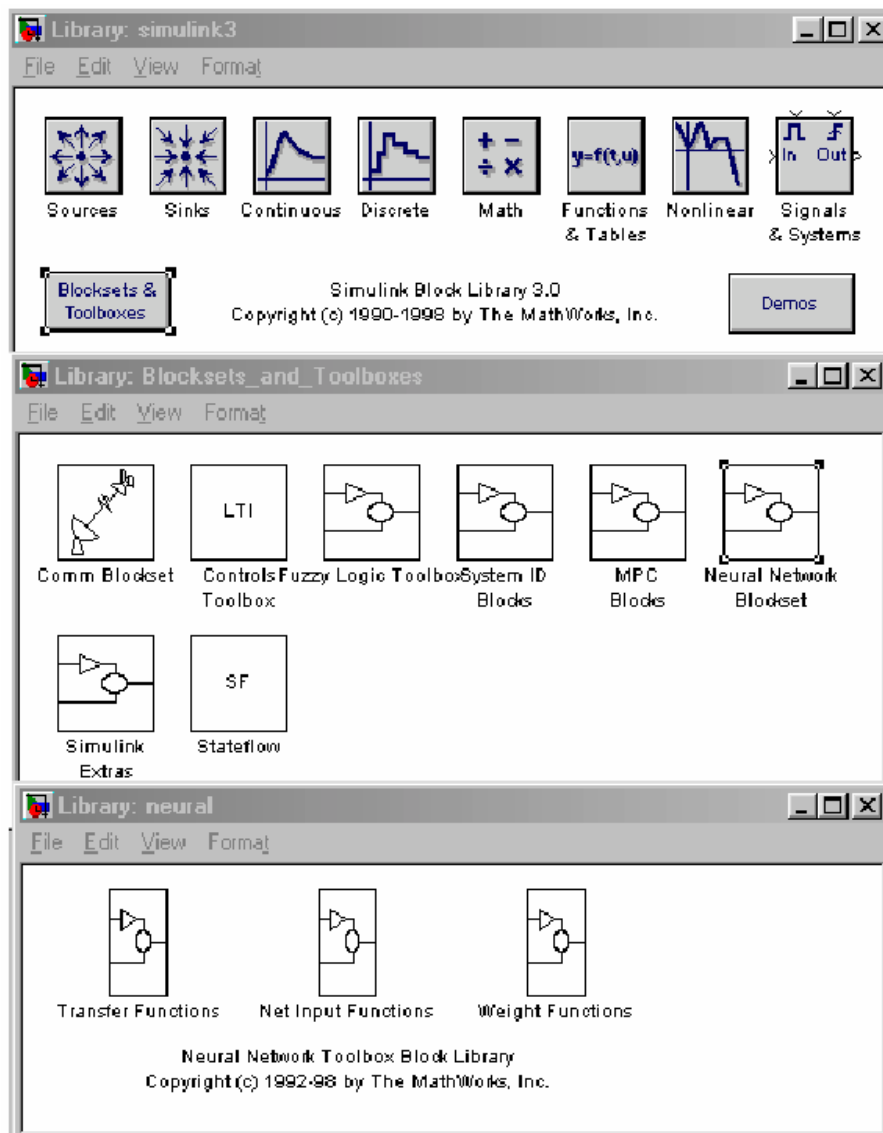 Library: simulink3
File Edit View Format
y=f(t,u)
In Out
Sources Sinks Continuous Discrete Math Functions & Tables Nonlinear Signals & Systems
Blocksets & Toolboxes
Simulink Block Library 3.0
Copyright (c) 1990-1998 by The MathWorks, Inc.
Demos
Library: Blocksets_and_Toolboxes
File Edit View Format
LTI
Comm Blockset Controls Toolbox Fuzzy Logic Toolbox System ID Blocks MPC Blocks Neural Network Blockset
SF
Simulink Extras Stateflow
Library: neural
File Edit View Format
Transfer Functions Net Input Functions Weight Functions
Neural Network Toolbox Block Library
Copyright (c) 1992-98 by The MathWorks, Inc.